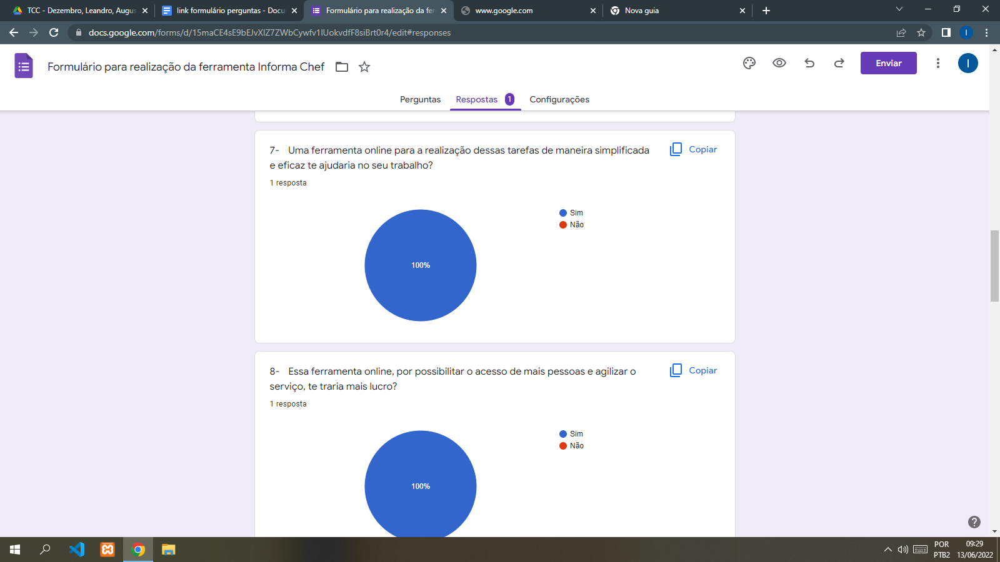 TCC - Dezembro, Leandro, Augus
link formulário perguntas - Docu
Formulário para realização da fer
www.google.com
Nova guia
docs.google.com/forms/d/15maCE4sE9bEJvXIZ7ZWbCywfv1IUokvdfF8siBrt0r4/edit#responses
I
Formulário para realização da ferramenta Informa Chef
Enviar
I
Perguntas
Respostas 1
Configurações
7- Uma ferramenta online para a realização dessas tarefas de maneira simplificada
e eficaz te ajudaria no seu trabalho?
Copiar
1 resposta
Sim
Não
100%
8- Essa ferramenta online, por possibilitar o acesso de mais pessoas e agilizar o
serviço, te traria mais lucro?
Copiar
1 resposta
Sim
Não
100%
POR
PTB2
09:29
13/06/2022